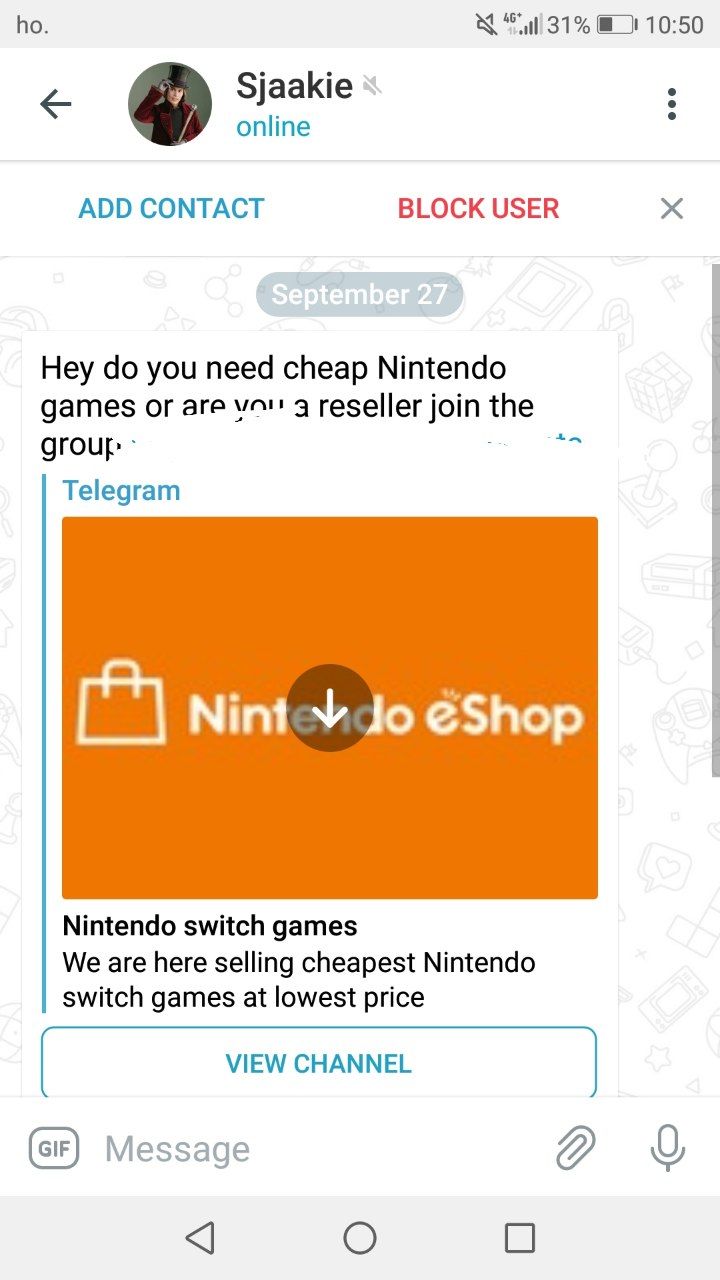 ho.
4G+ 31% 10:50
Sjaakie
online
ADD CONTACT BLOCK USER
September 27
Hey do you need cheap Nintendo
games or are you a reseller join the
group
Telegram
Nintendo eShop
Nintendo switch games
We are here selling cheapest Nintendo
switch games at lowest price
VIEW CHANNEL
GIF Message